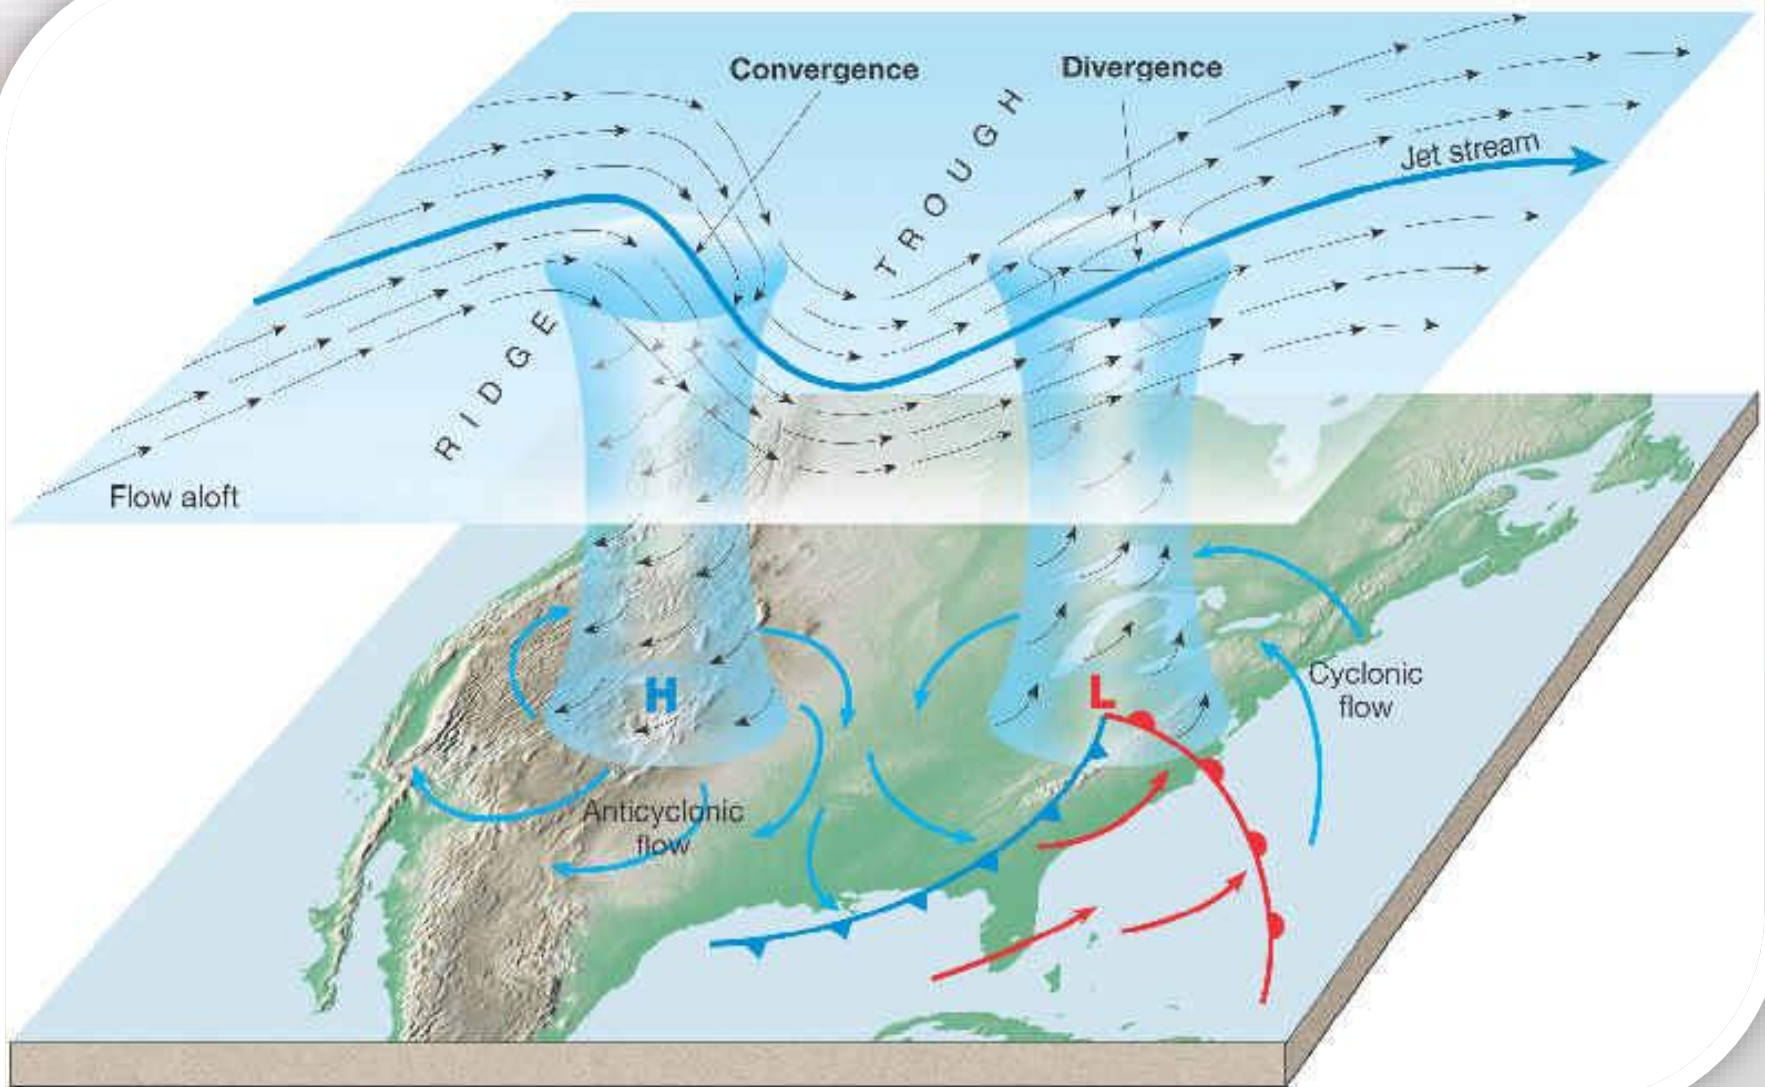 Convergence
Divergence
TROUGH
Jet stream
RIDGE
Flow aloft
H
L
Cyclonic
flow
Anticyclonic
flow